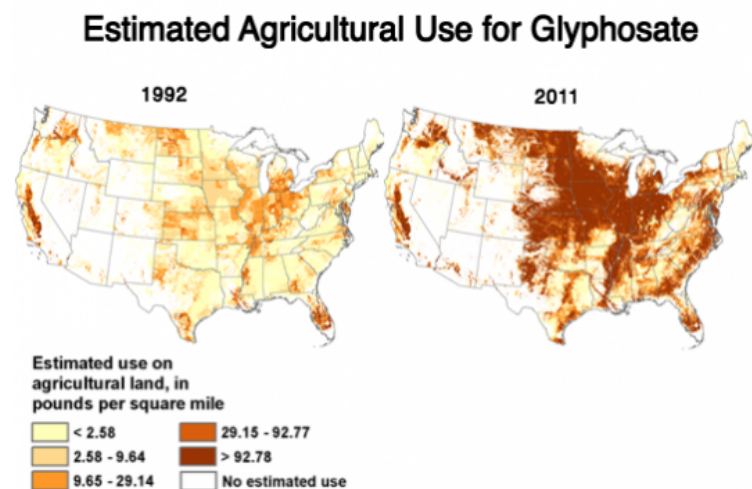 Estimated Agricultural Use for Glyphosate
1992
2011
Estimated use on
agricultural land, in
pounds per square mile
< 2.58
2.58 - 9.64
9.65 - 29.14
29.15 - 92.77
> 92.78
No estimated use